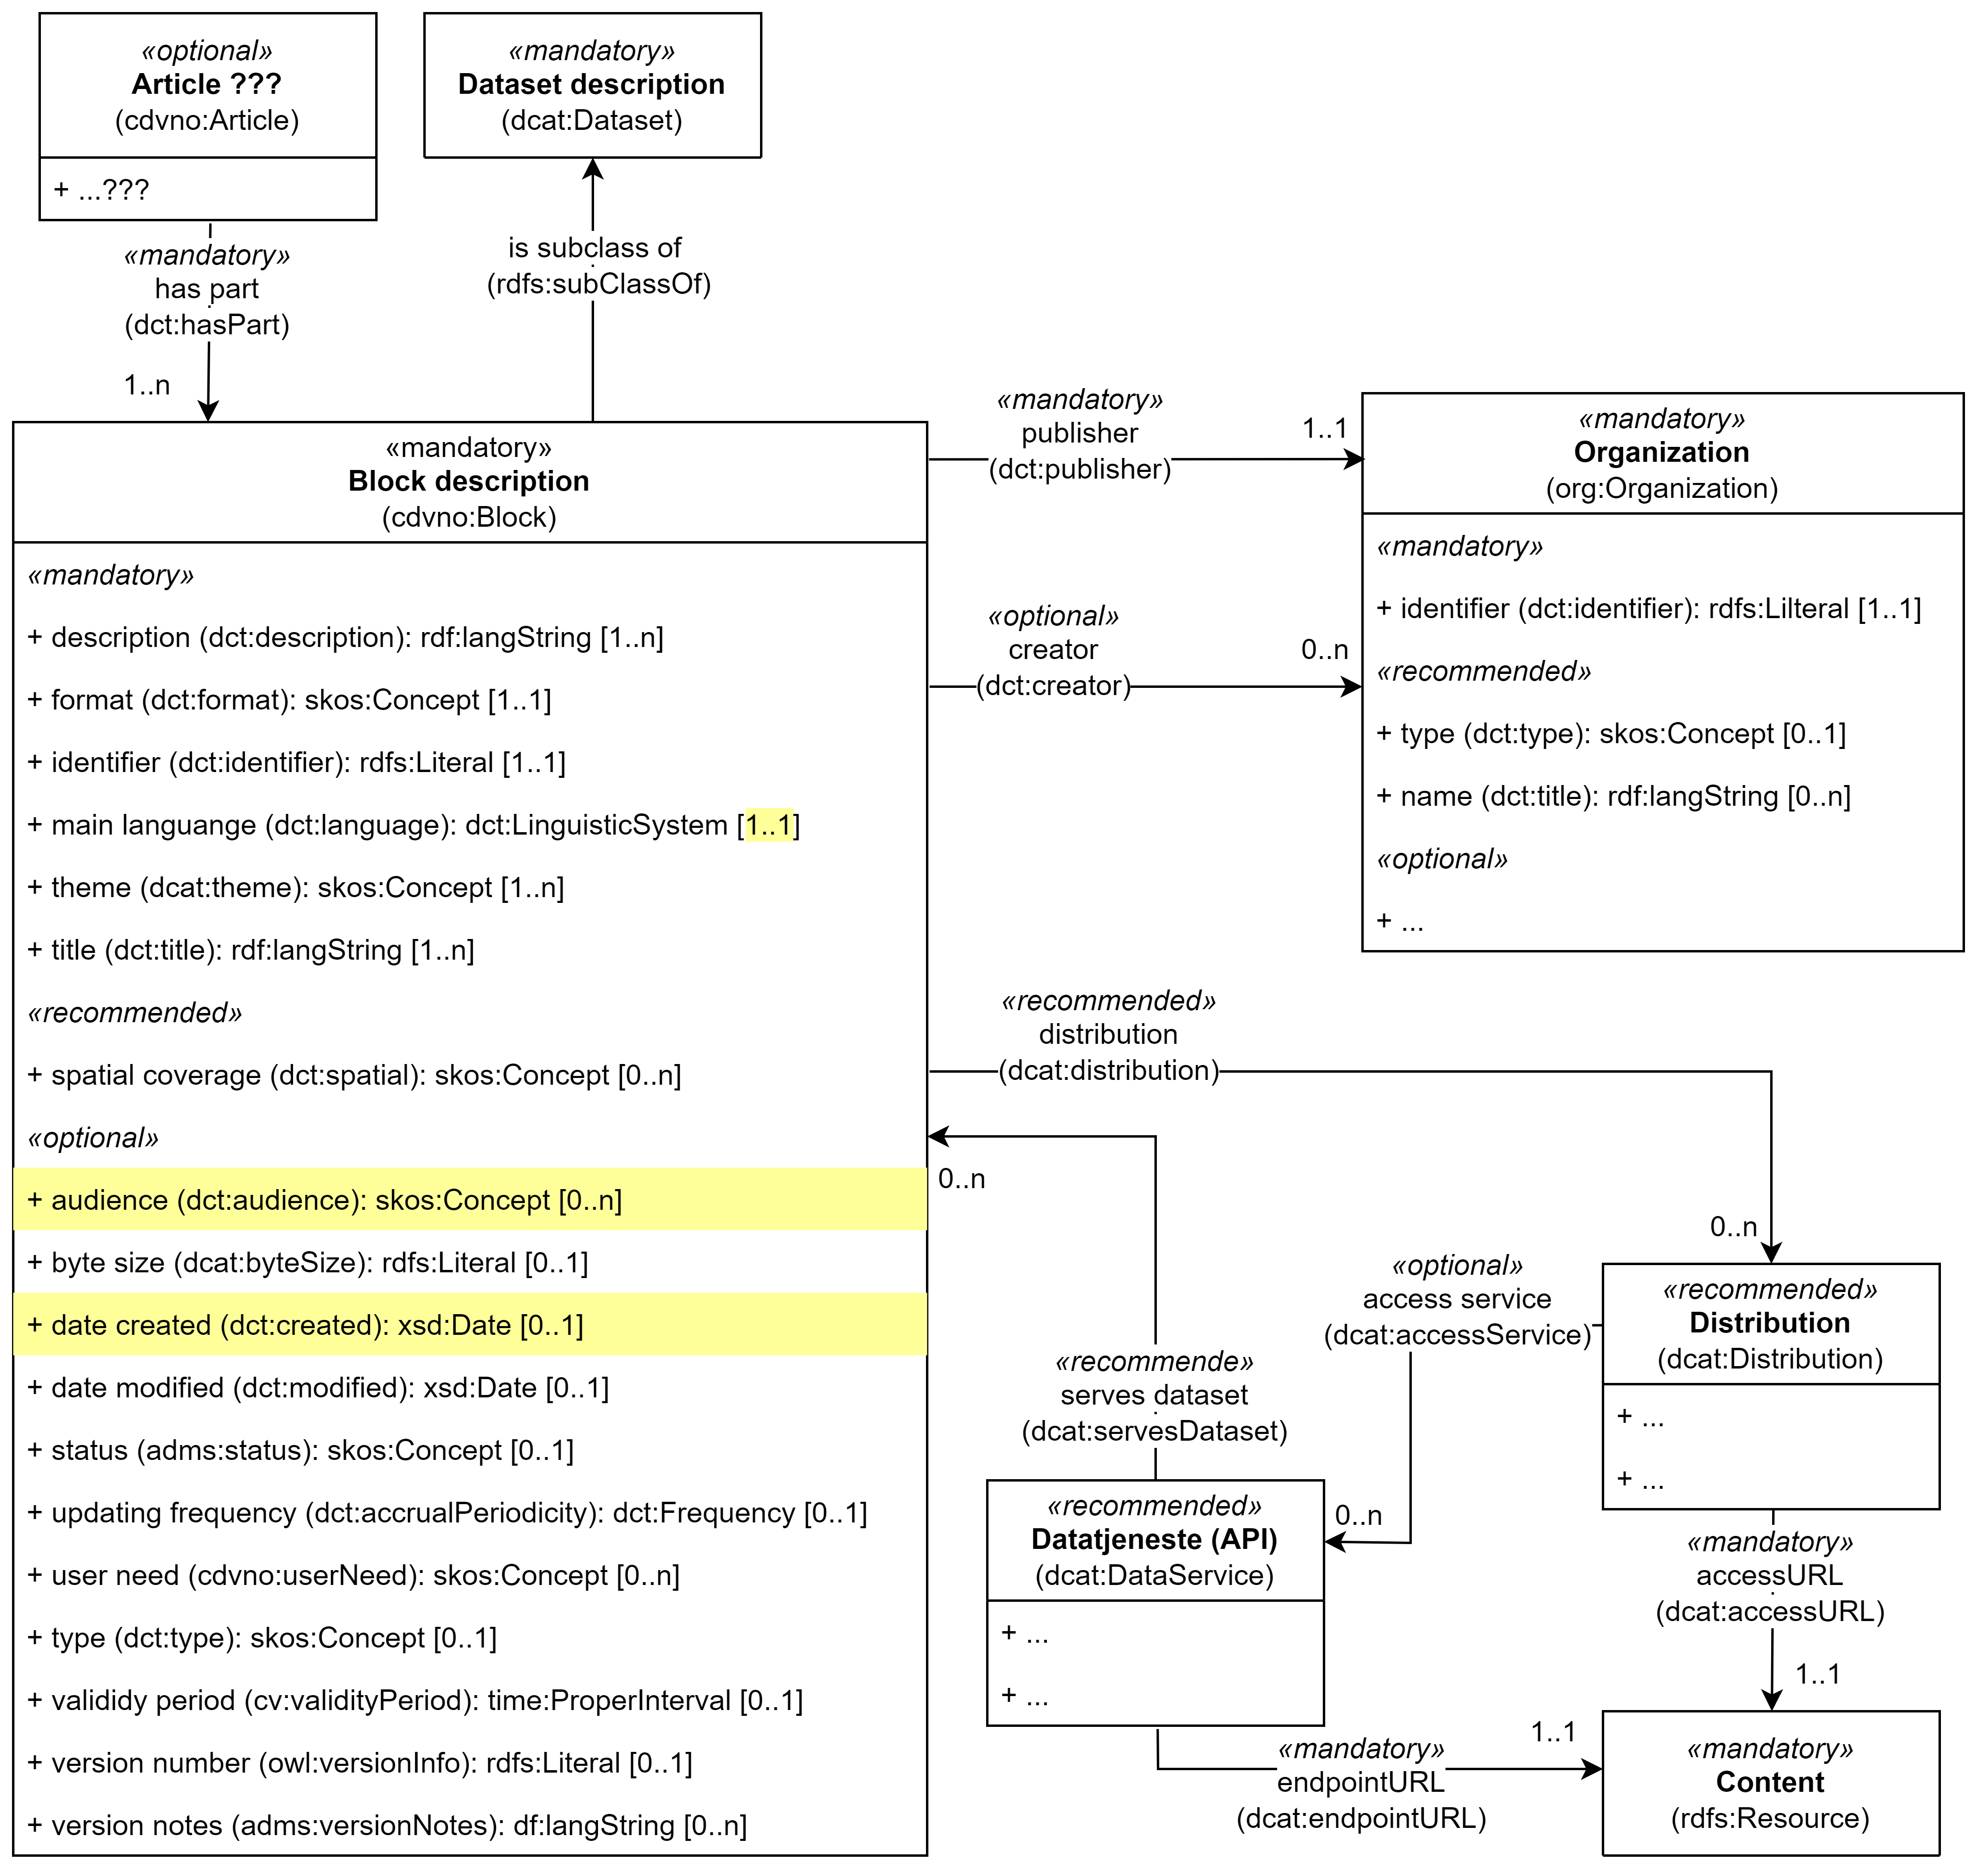 «optional»
Article ???
(cdvno:Article)
+ ...???
«mandatory»
Dataset description
(dcat:Dataset)
«mandatory»
has part
(dct:hasPart)
1..n
is subclass of
(rdfs:subClassOf)
«mandatory»
Block description
(cdvno:Block)
«mandatory»
+ description (dct:description): rdf:langString [1..n]
+ format (dct:format): skos:Concept [1..1]
+ identifier (dct:identifier): rdfs:Literal [1..1]
+ main languange (dct:language): dct:LinguisticSystem [1..1]
+ theme (dcat:theme): skos:Concept [1..n]
+ title (dct:title): rdf:langString [1..n]
«recommended»
+ spatial coverage (dct:spatial): skos:Concept [0..n]
«optional»
+ audience (dct:audience): skos:Concept [0..n]
+ byte size (dcat:byteSize): rdfs:Literal [0..1]
+ date created (dct:created): xsd:Date [0..1]
+ date modified (dct:modified): xsd:Date [0..1]
+ status (adms:status): skos:Concept [0..1]
+ updating frequency (dct:accrualPeriodicity): dct:Frequency [0..1]
+ user need (cdvno:userNeed): skos:Concept [0..n]
+ type (dct:type): skos:Concept [0..1]
+ valididy period (cv:validityPeriod): time:ProperInterval [0..1]
+ version number (owl:versionInfo): rdfs:Literal [0..1]
+ version notes (adms:versionNotes): df:langString [0..n]
«mandatory»
publisher
(dct:publisher)
1..1
«optional»
creator
(dct:creator)
0..n
«mandatory»
Organization
(org:Organization)
«mandatory»
+ identifier (dct:identifier): rdfs:Lilteral [1..1]
«recommended»
+ type (dct:type): skos:Concept [0..1]
+ name (dct:title): rdf:langString [0..n]
«optional»
+ ...
«recommended»
distribution
(dcat:distribution)
0..n
0..n
«recommende»
serves dataset
(dcat:servesDataset)
«optional»
access service
(dcat:accessService)
0..n
«recommended»
Distribution
(dcat:Distribution)
+ ...
+ ...
«recommended»
Datatjeneste (API)
(dcat:DataService)
+ ...
+ ...
«mandatory»
accessURL
(dcat:accessURL)
1..1
«mandatory»
endpointURL
(dcat:endpointURL)
1..1
«mandatory»
Content
(rdfs:Resource)